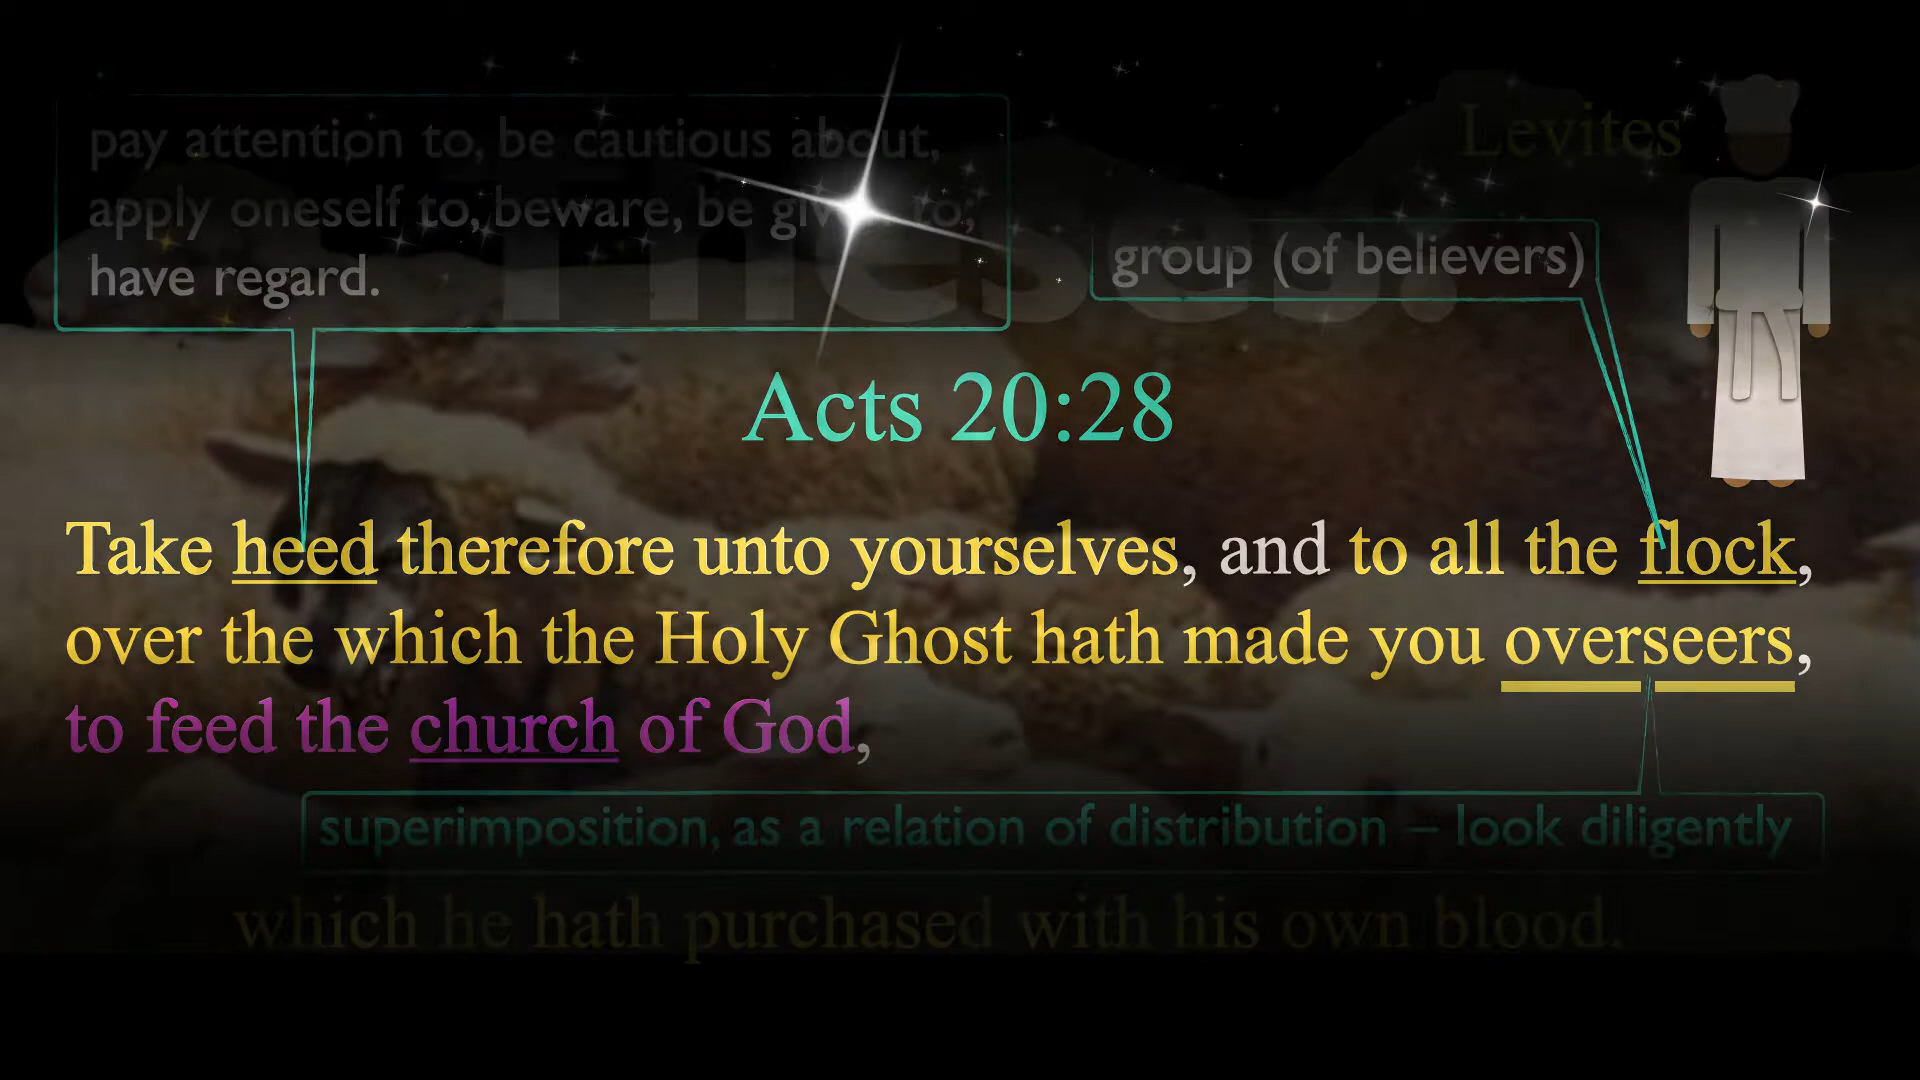 pay attention to, be cautious about,
apply oneself to, beware, be giv to,
have regard.
These.
Levites
group (of believers)
Acts 20:28
Take heed therefore unto yourselves, and to all the flock,
over the which the Holy Ghost hath made you overseers,
to feed the church of God,
superimposition, as a relation of distribution – look diligently
which he hath purchased with his own blood.